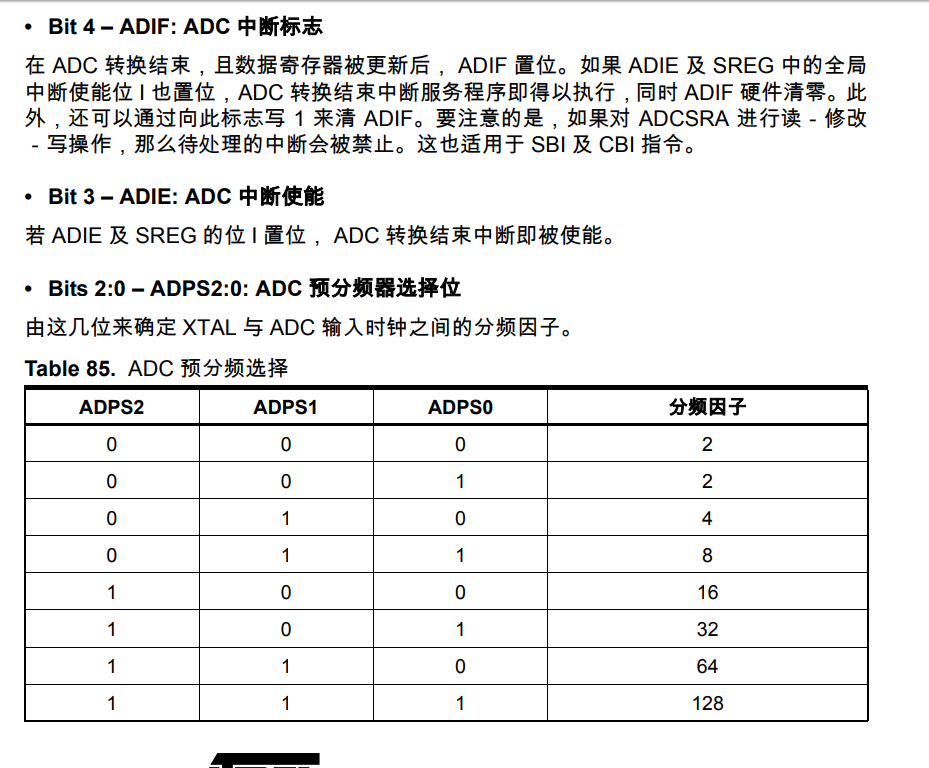 • Bit 4 – ADIF: ADC 中断标志
在 ADC 转换结束，且数据寄存器被更新后， ADIF 置位。如果 ADIE 及 SREG 中的全局
中断使能位 I 也置位，ADC 转换结束中断服务程序即得以执行，同时 ADIF 硬件清零。此
外，还可以通过向此标志写 1 来清 ADIF。要注意的是，如果对 ADCSRA 进行读－修改
－写操作，那么待处理的中断会被禁止。这也适用于 SBI 及 CBI 指令。
• Bit 3 – ADIE: ADC 中断使能
若 ADIE 及 SREG 的位 I 置位， ADC 转换结束中断即被使能。
• Bits 2:0 – ADPS2:0: ADC 预分频器选择位
由这几位来确定 XTAL 与 ADC 输入时钟之间的分频因子。
Table 85. ADC 预分频选择
ADPS2 ADPS1 ADPS0 分频因子
0 0 0 2
0 0 1 2
0 1 0 4
0 1 1 8
1 0 0 16
1 0 1 32
1 1 0 64
1 1 1 128